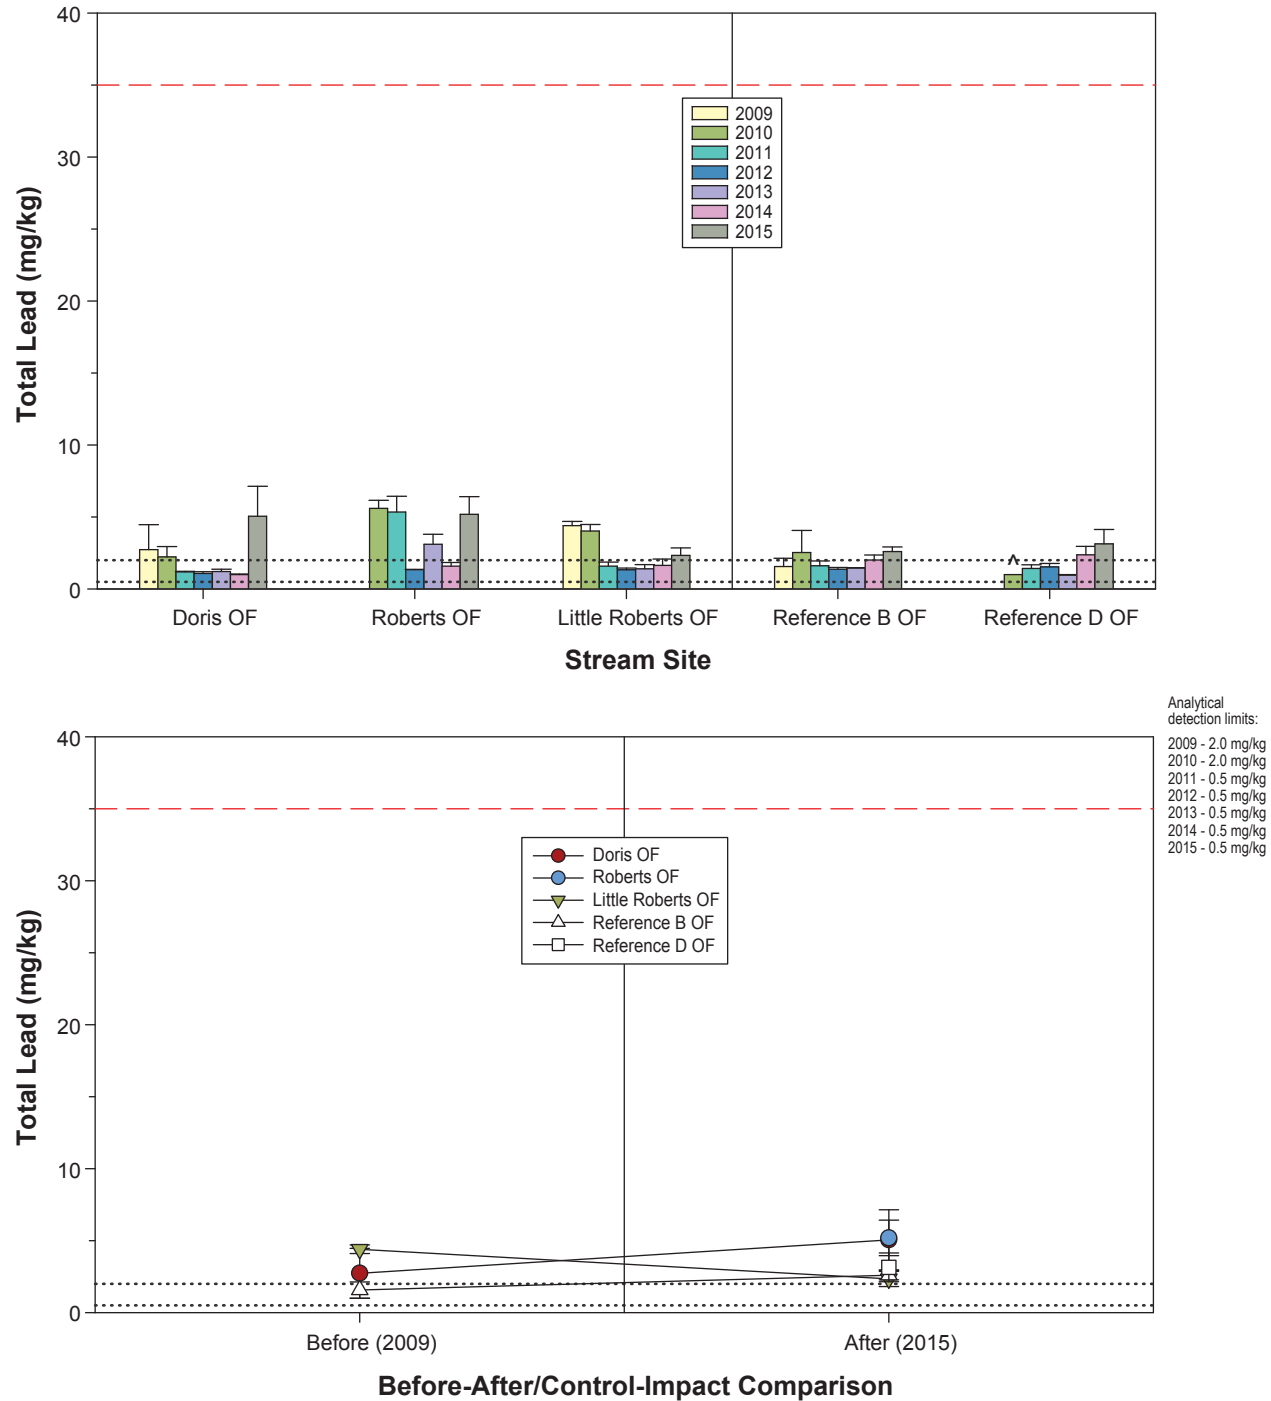 40
30
20
10
0
Total Lead (mg/kg)
2009
2010
2011
2012
2013
2014
2015
^
Doris OF
Roberts OF
Little Roberts OF
Reference B OF
Reference D OF
Stream Site
Analytical
detection limits:
2009 - 2.0 mg/kg
2010 - 2.0 mg/kg
2011 - 0.5 mg/kg
2012 - 0.5 mg/kg
2013 - 0.5 mg/kg
2014 - 0.5 mg/kg
2015 - 0.5 mg/kg
40
30
20
10
0
Total Lead (mg/kg)
Doris OF
Roberts OF
Little Roberts OF
Reference B OF
Reference D OF
Before (2009)
After (2015)
Before-After/Control-Impact Comparison